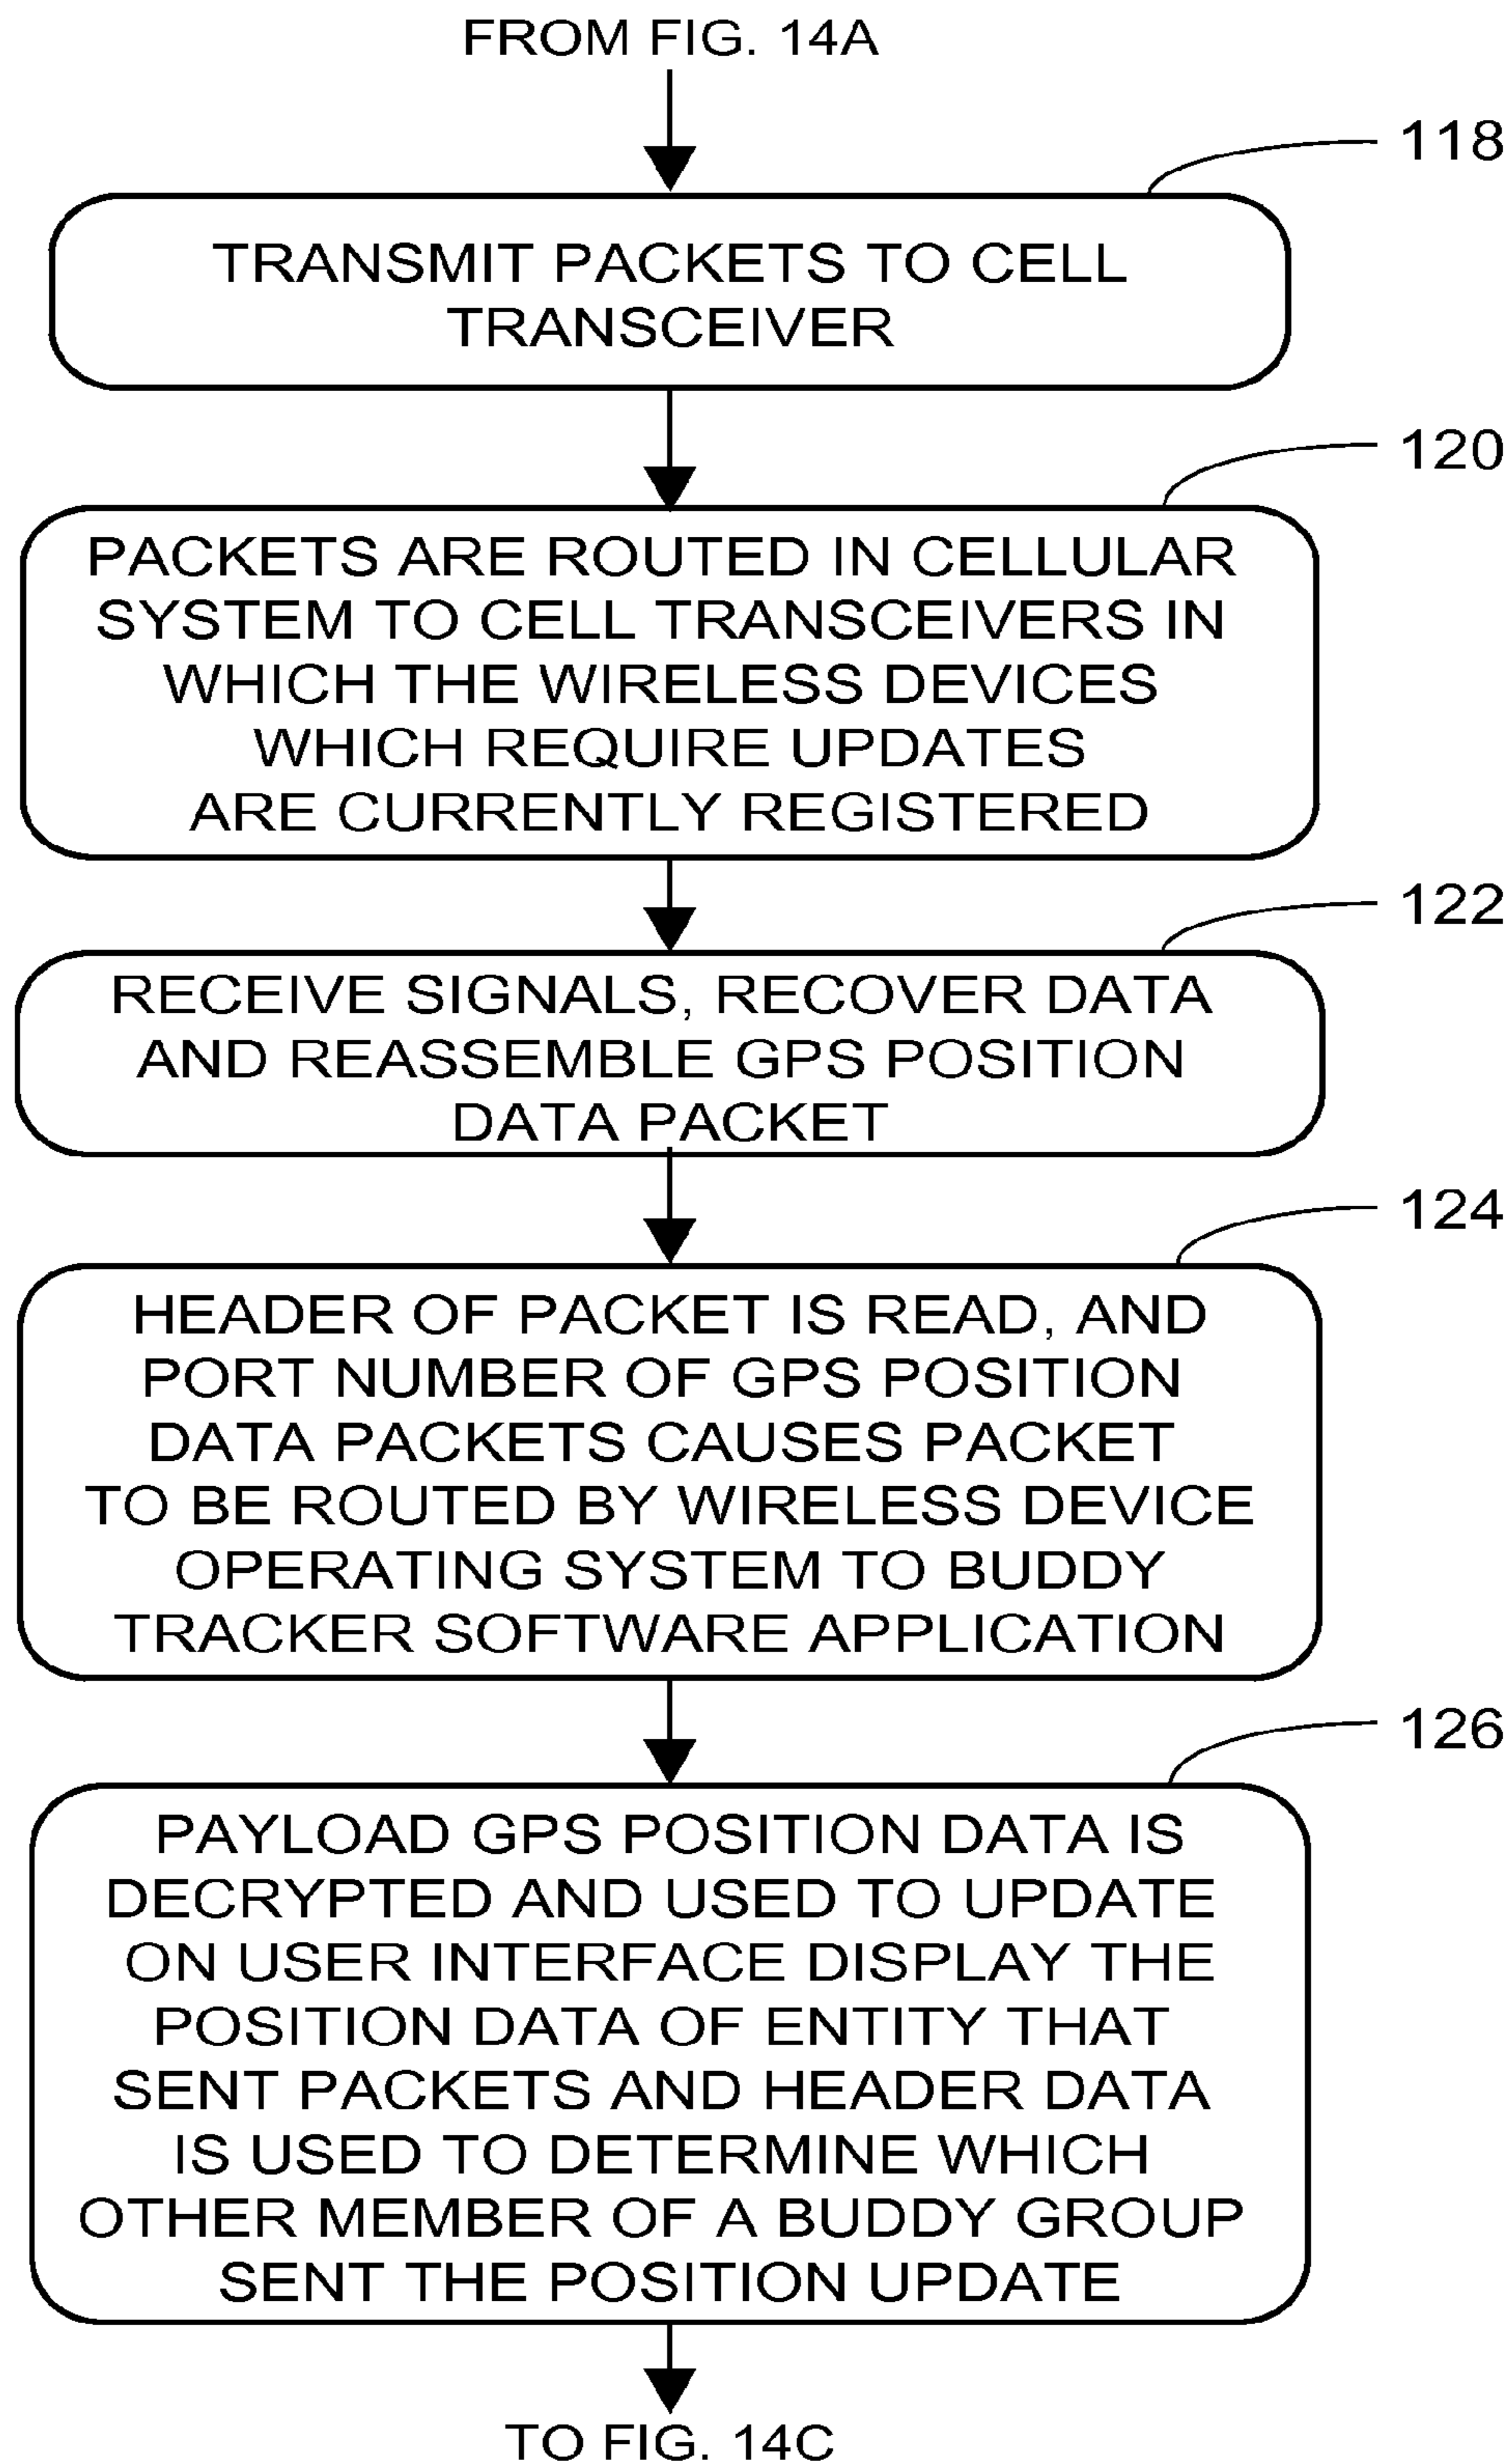 FROM FIG. 14A
118
TRANSMIT PACKETS TO CELL
TRANSCEIVER
120
PACKETS ARE ROUTED IN CELLULAR
SYSTEM TO CELL TRANSCEIVERS IN
WHICH THE WIRELESS DEVICES
WHICH REQUIRE UPDATES
ARE CURRENTLY REGISTERED
122
RECEIVE SIGNALS, RECOVER DATA
AND REASSEMBLE GPS POSITION
DATA PACKET
124
HEADER OF PACKET IS READ, AND
PORT NUMBER OF GPS POSITION
DATA PACKETS CAUSES PACKET
TO BE ROUTED BY WIRELESS DEVICE
OPERATING SYSTEM TO BUDDY
TRACKER SOFTWARE APPLICATION
126
PAYLOAD GPS POSITION DATA IS
DECRYPTED AND USED TO UPDATE
ON USER INTERFACE DISPLAY THE
POSITION DATA OF ENTITY THAT
SENT PACKETS AND HEADER DATA
IS USED TO DETERMINE WHICH
OTHER MEMBER OF A BUDDY GROUP
SENT THE POSITION UPDATE
TO FIG. 14C